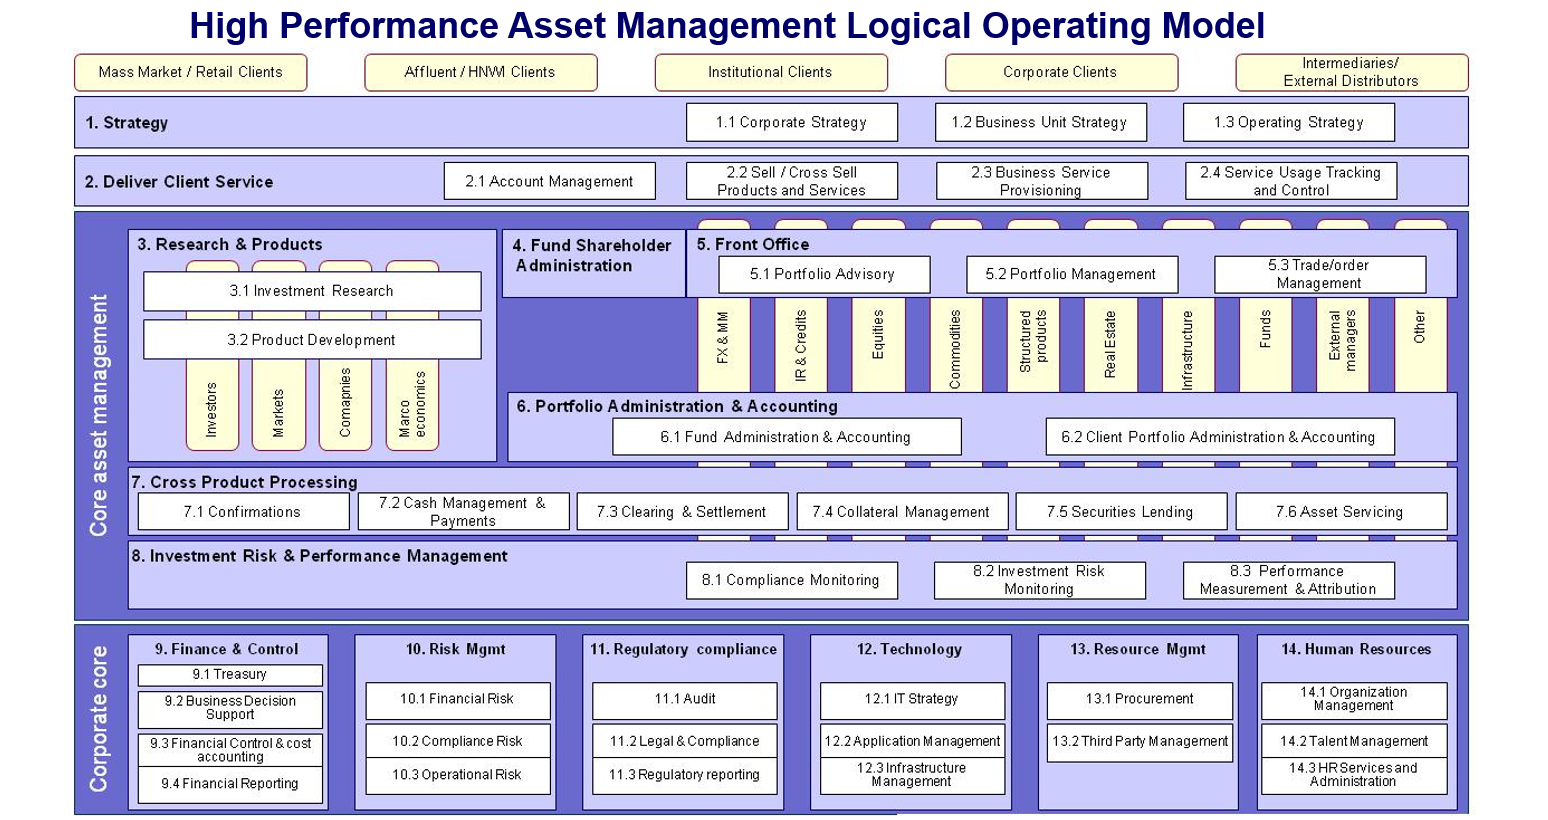 High Performance Asset Management Logical Operating Model
Mass Market / Retail Clients
Affluent / HNWI Clients
Institutional Clients
Corporate Clients
Intermediaries/
External Distributors
1. Strategy
1.1 Corporate Strategy
1.2 Business Unit Strategy
1.3 Operating Strategy
2. Deliver Client Service
2.1 Account Management
2.2 Sell / Cross Sell
Products and Services
2.3 Business Service
Provisioning
2.4 Service Usage Tracking
and Control
Core asset management
3. Research & Products
3.1 Investment Research
3.2 Product Development
Investors
Markets
Comapnies
Marco
economics
4. Fund Shareholder
Administration
5. Front Office
5.1 Portfolio Advisory
5.2 Portfolio Management
5.3 Trade/order
Management
FX & MM
IR & Credits
Equities
Commodities
Structured
products
Real Estate
Infrastructure
Funds
External
managers
Other
6. Portfolio Administration & Accounting
6.1 Fund Administration & Accounting
6.2 Client Portfolio Administration & Accounting
7. Cross Product Processing
7.1 Confirmations
7.2 Cash Management &
Payments
7.3 Clearing & Settlement
7.4 Collateral Management
7.5 Securities Lending
7.6 Asset Servicing
8. Investment Risk & Performance Management
8.1 Compliance Monitoring
8.2 Investment Risk
Monitoring
8.3 Performance
Measurement & Attribution
Corporate core
9. Finance & Control
9.1 Treasury
9.2 Business Decision
Support
9.3 Financial Control & cost
accounting
9.4 Financial Reporting
10. Risk Mgmt
10.1 Financial Risk
10.2 Compliance Risk
10.3 Operational Risk
11. Regulatory compliance
11.1 Audit
11.2 Legal & Compliance
11.3 Regulatory reporting
12. Technology
12.1 IT Strategy
12.2 Application Management
12.3 Infrastructure
Management
13. Resource Mgmt
13.1 Procurement
13.2 Third Party Management
14. Human Resources
14.1 Organization
Management
14.2 Talent Management
14.3 HR Services and
Administration